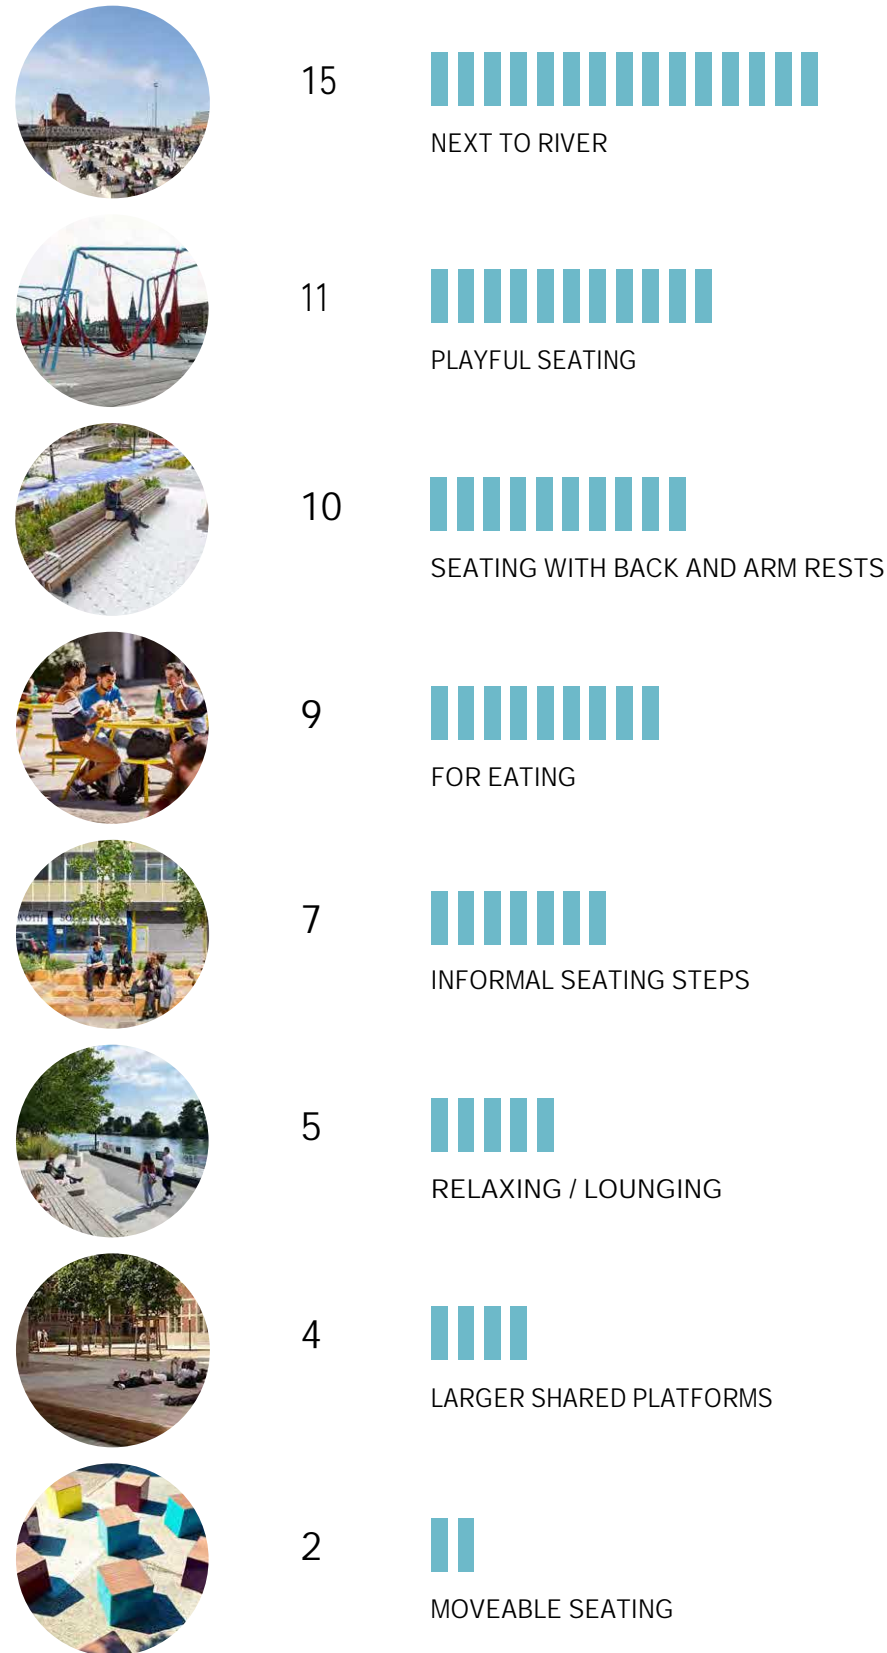 15
NEXT TO RIVER
11
PLAYFUL SEATING
10
SEATING WITH BACK AND ARM RESTS
9
FOR EATING
7
INFORMAL SEATING STEPS
5
RELAXING / LOUNGING
4
LARGER SHARED PLATFORMS
2
MOVEABLE SEATING